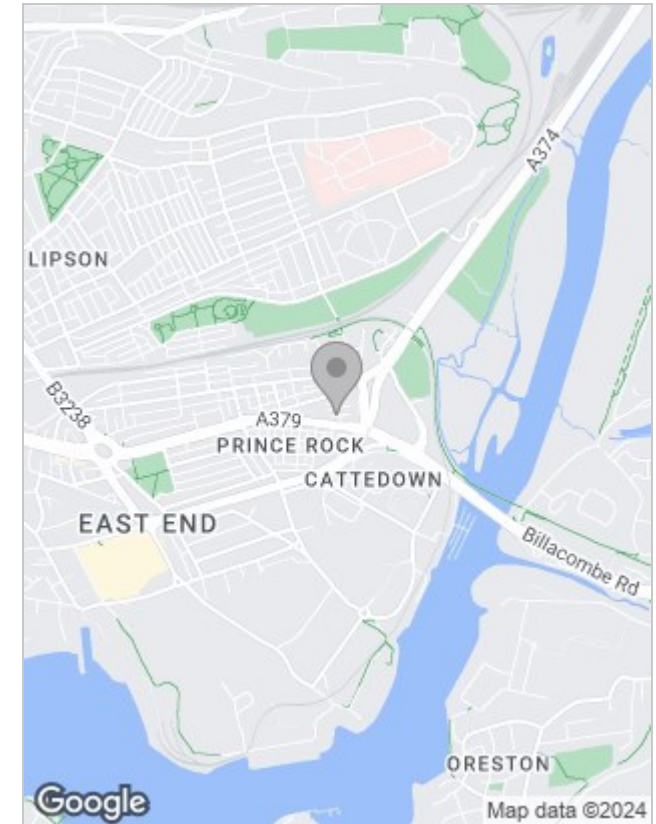 A374
LIPSON
B3238
A379
PRINCE ROCK
CATTEDOWN
EAST END
Billacombe Rd
ORESTON
Google
Map data ©2024